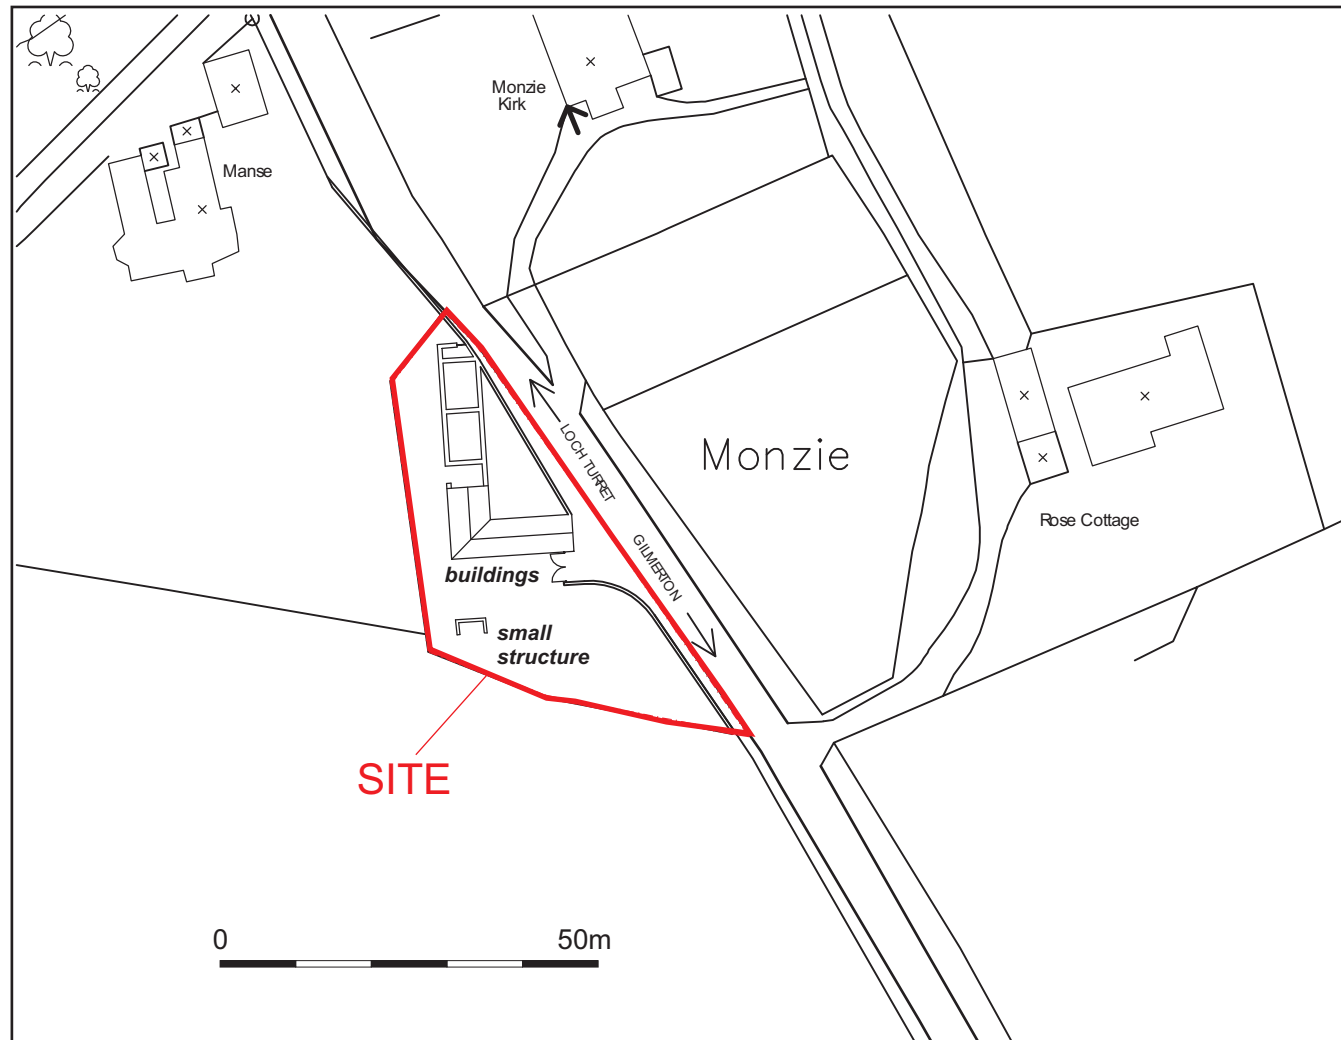 Monzie
Kirk
Manse
LOCH TURRET
Monzie
GILMERTON
Rose Cottage
buildings
small
structure
SITE
0 50m